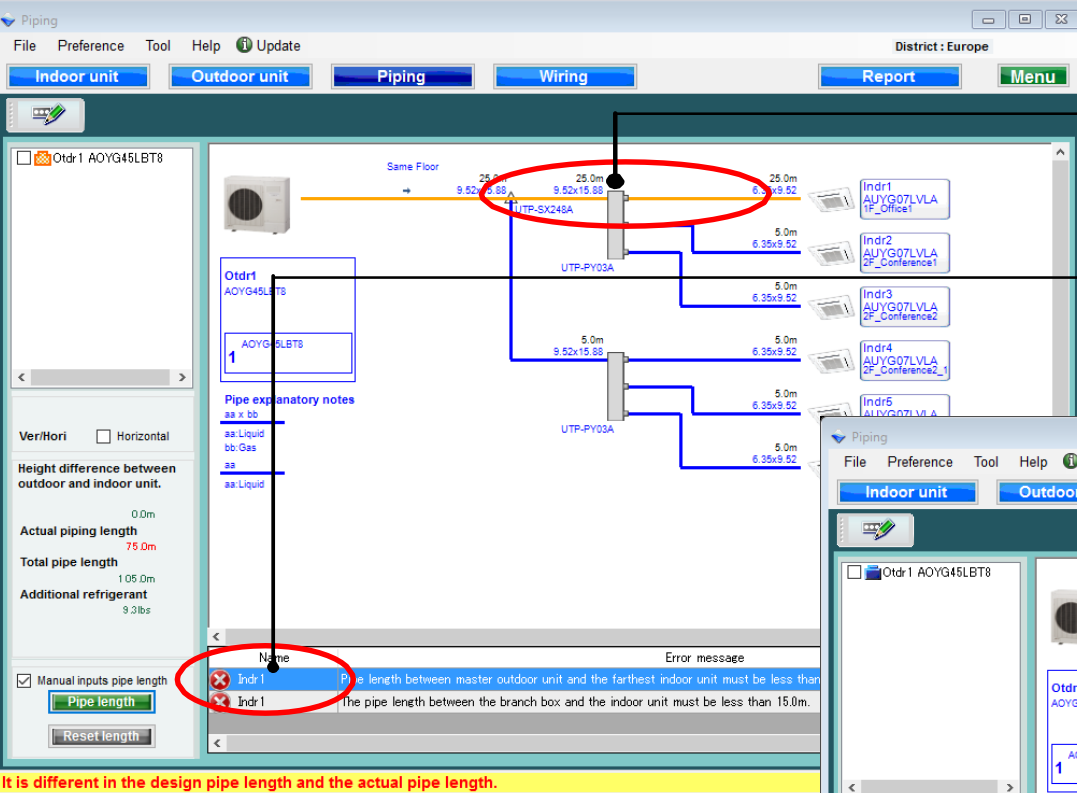 Piping
File Preference Tool Help Update
District : Europe
Indoor unit Outdoor unit Piping Wiring Report Menu
Otdr1 AOYG45LBT8
Ver/Hori Horizontal
Height difference between
outdoor and indoor unit.
0.0m
Actual piping length
75.0m
Total pipe length
105.0m
Additional refrigerant
9.3lbs
Manual inputs pipe length
Pipe length
Reset length
Same Floor
25.0m
9.52x15.88
UTP-SX248A
25.0m
9.52x15.88
UTP-PY03A
25.0m
6.35x9.52
Indr1
AUYG07LVLA
1F_Office1
5.0m
6.35x9.52
Indr2
AUYG07LVLA
2F_Conference1
5.0m
6.35x9.52
Indr3
AUYG07LVLA
2F_Conference2
5.0m
9.52x15.88
UTP-PY03A
5.0m
6.35x9.52
Indr4
AUYG07LVLA
2F_Conference2_1
5.0m
6.35x9.52
Indr5
AUYG07LVLA
5.0m
6.35x9.52
Otdr1
AOYG45LBT8
1 AOYG45LBT8
Pipe explanatory notes
aa x bb
aa:Liquid
bb:Gas
aa
aa:Liquid
Name Error message
Indr1 Pipe length between master outdoor unit and the farthest indoor unit must be less than
Indr1 The pipe length between the branch box and the indoor unit must be less than 15.0m.
It is different in the design pipe length and the actual pipe length.
Piping
File Preference Tool Help
Indoor unit Outdoor
Otdr1 AOYG45LBT8
Otdr
AOYG
1 AO